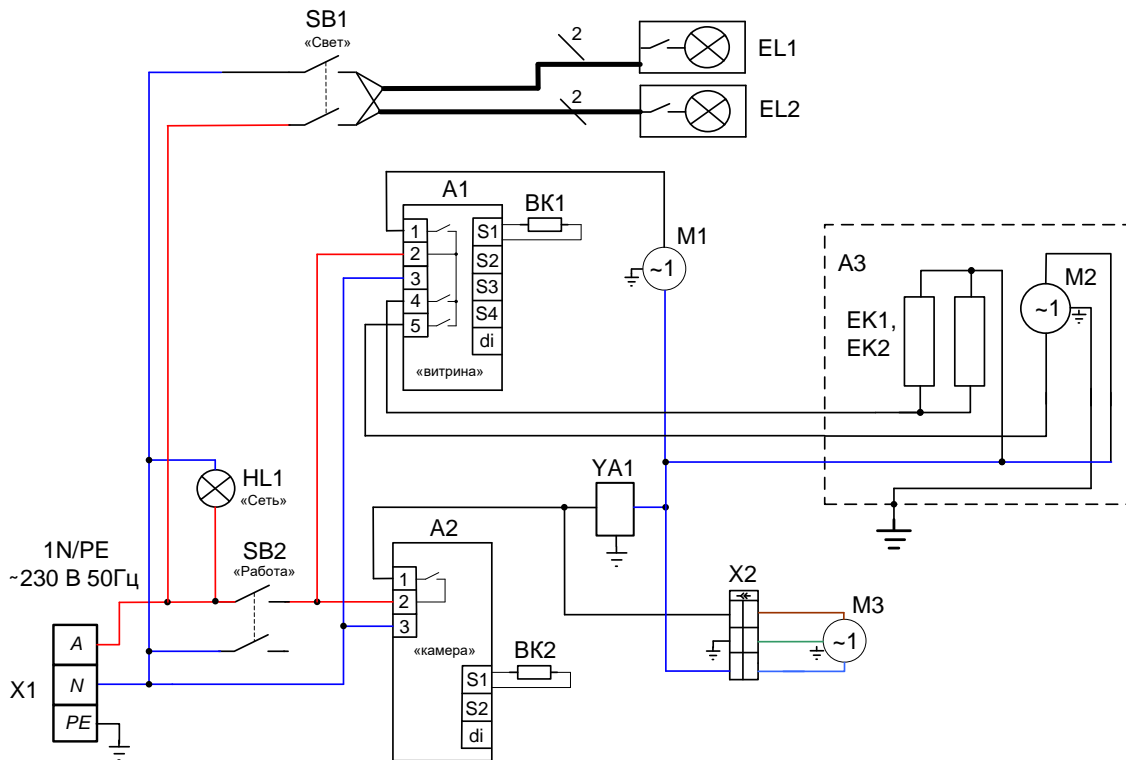 SB1
«Свет»
2
EL1
2
EL2
A1
ВК1
1
2
3
4
5
S1
S2
S3
S4
di
«витрина»
M1
~1
A3
EK1,
EK2
M2
~1
HL1
«Сеть»
YA1
1N/PE
~230 В 50Гц
SB2
«Работа»
A2
1
2
3
«камера»
S1
S2
di
ВК2
X2
M3
~1
X1
A
N
PE